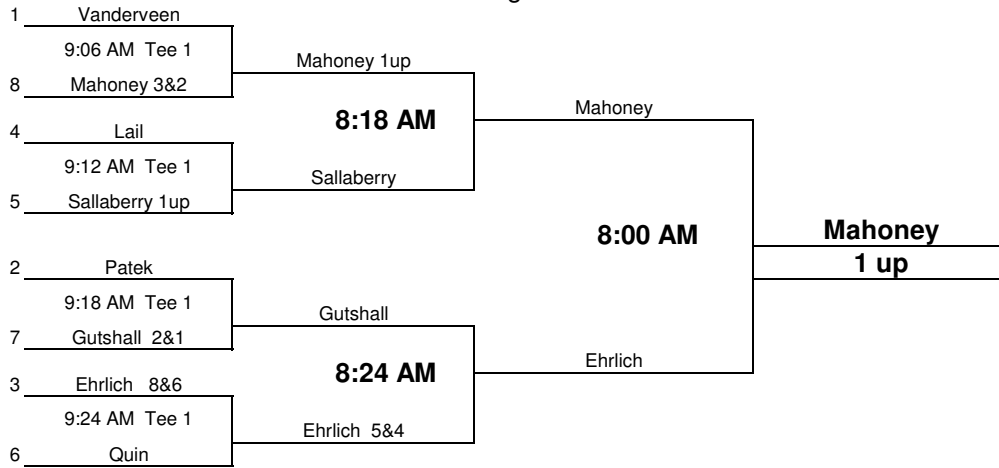 1 Vanderveen
9:06 AM Tee 1
8 Mahoney 3&2
Mahoney 1up
8:18 AM
4 Lail
9:12 AM Tee 1
5 Sallaberry 1up
Sallaberry
Mahoney
8:00 AM
Mahoney
1 up
2 Patek
9:18 AM Tee 1
7 Gutshall 2&1
Gutshall
8:24 AM
3 Ehrlich 8&6
9:24 AM Tee 1
6 Quin
Ehrlich 5&4
Ehrlich